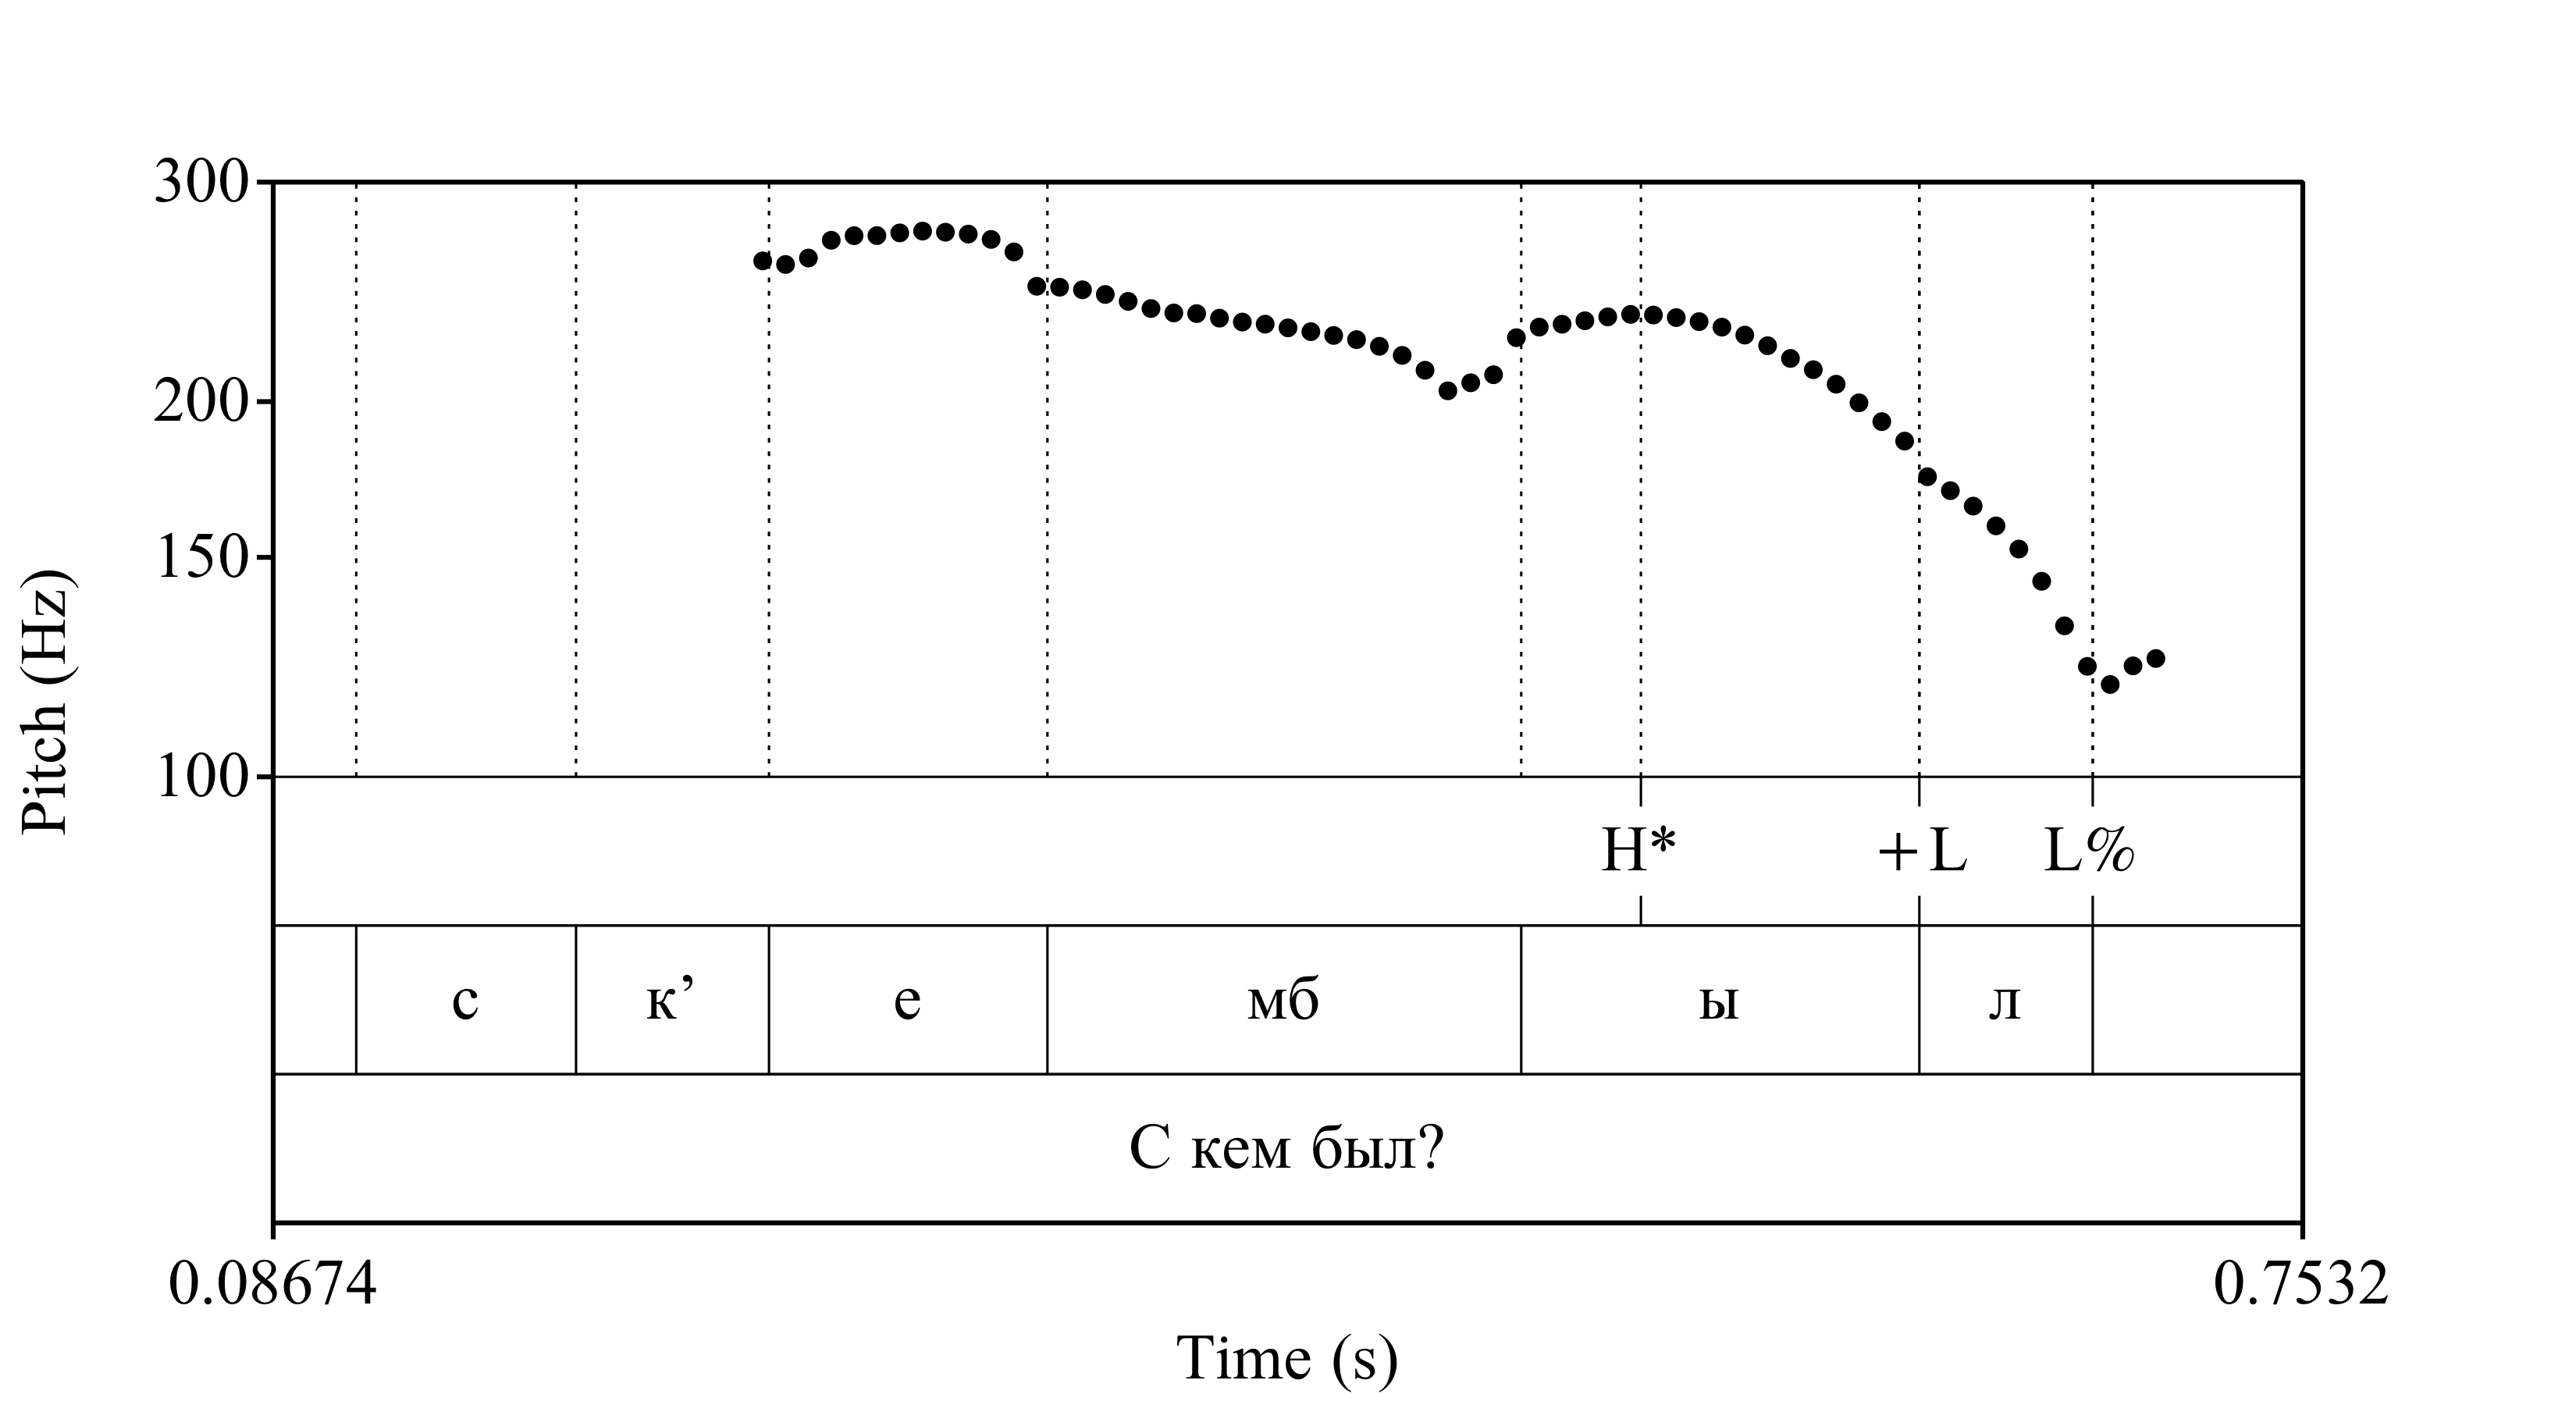 300
200
150
100
Pitch (Hz)
H* +L L%
с к’ е мб ы л
С кем был?
0.08674 0.7532
Time (s)